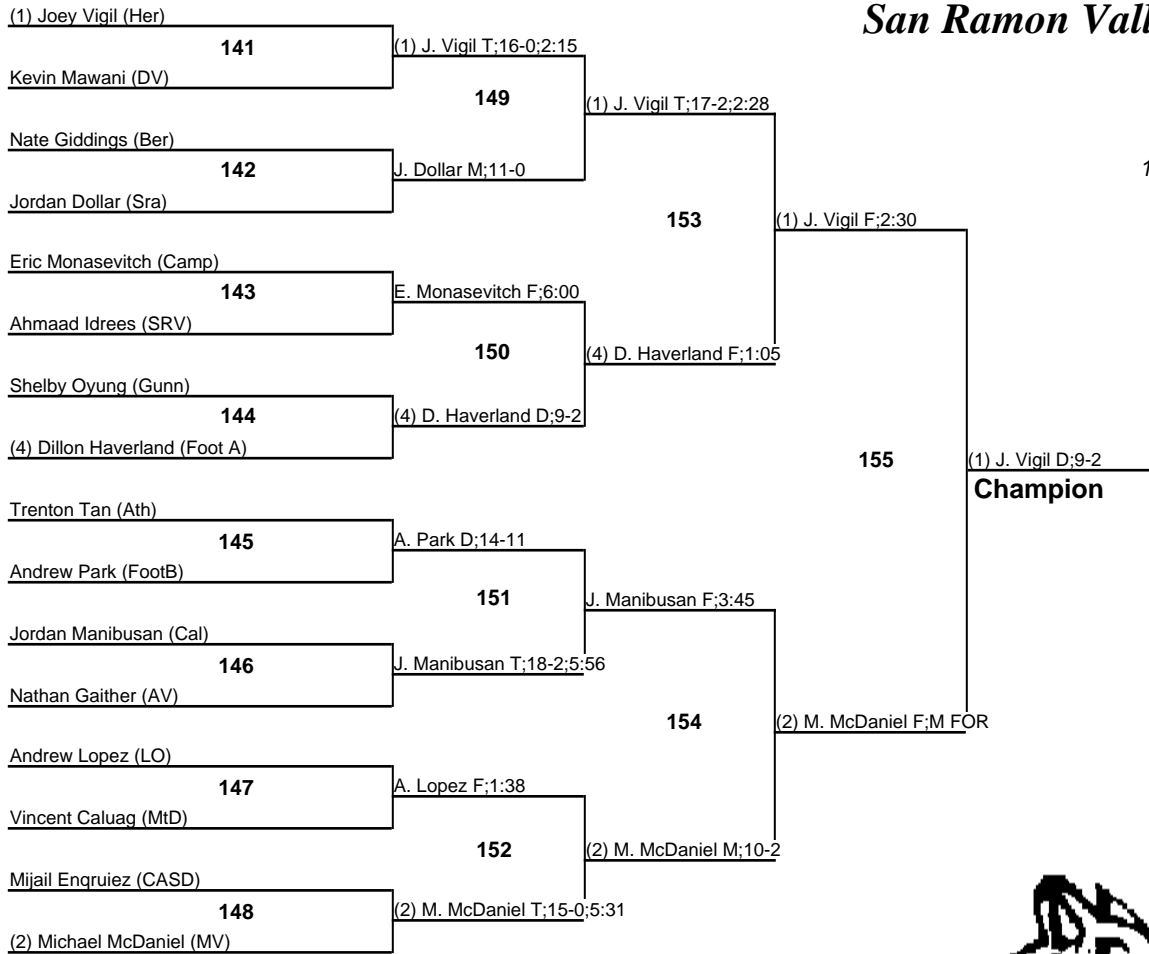 San Ramon Vall
1
(1) Joey Vigil (Her)
141
Kevin Mawani (DV)
(1) J. Vigil T;16-0;2:15
149
Nate Giddings (Ber)
142
Jordan Dollar (Sra)
J. Dollar M;11-0
(1) J. Vigil T;17-2;2:28
153
Eric Monasevitch (Camp)
143
Ahmaad Idrees (SRV)
E. Monasevitch F;6:00
150
Shelby Oyung (Gunn)
144
(4) Dillon Haverland (Foot A)
(4) D. Haverland D;9-2
(4) D. Haverland F;1:05
(1) J. Vigil F;2:30
155
Trenton Tan (Ath)
145
Andrew Park (FootB)
A. Park D;14-11
151
Jordan Manibusan (Cal)
146
Nathan Gaither (AV)
J. Manibusan T;18-2;5:56
J. Manibusan F;3:45
154
Andrew Lopez (LO)
147
Vincent Caluag (MtD)
A. Lopez F;1:38
152
Mijail Enqruiez (CASD)
148
(2) Michael McDaniel (MV)
(2) M. McDaniel T;15-0;5:31
(2) M. McDaniel M;10-2
(2) M. McDaniel F;M FOR
(1) J. Vigil D;9-2
Champion